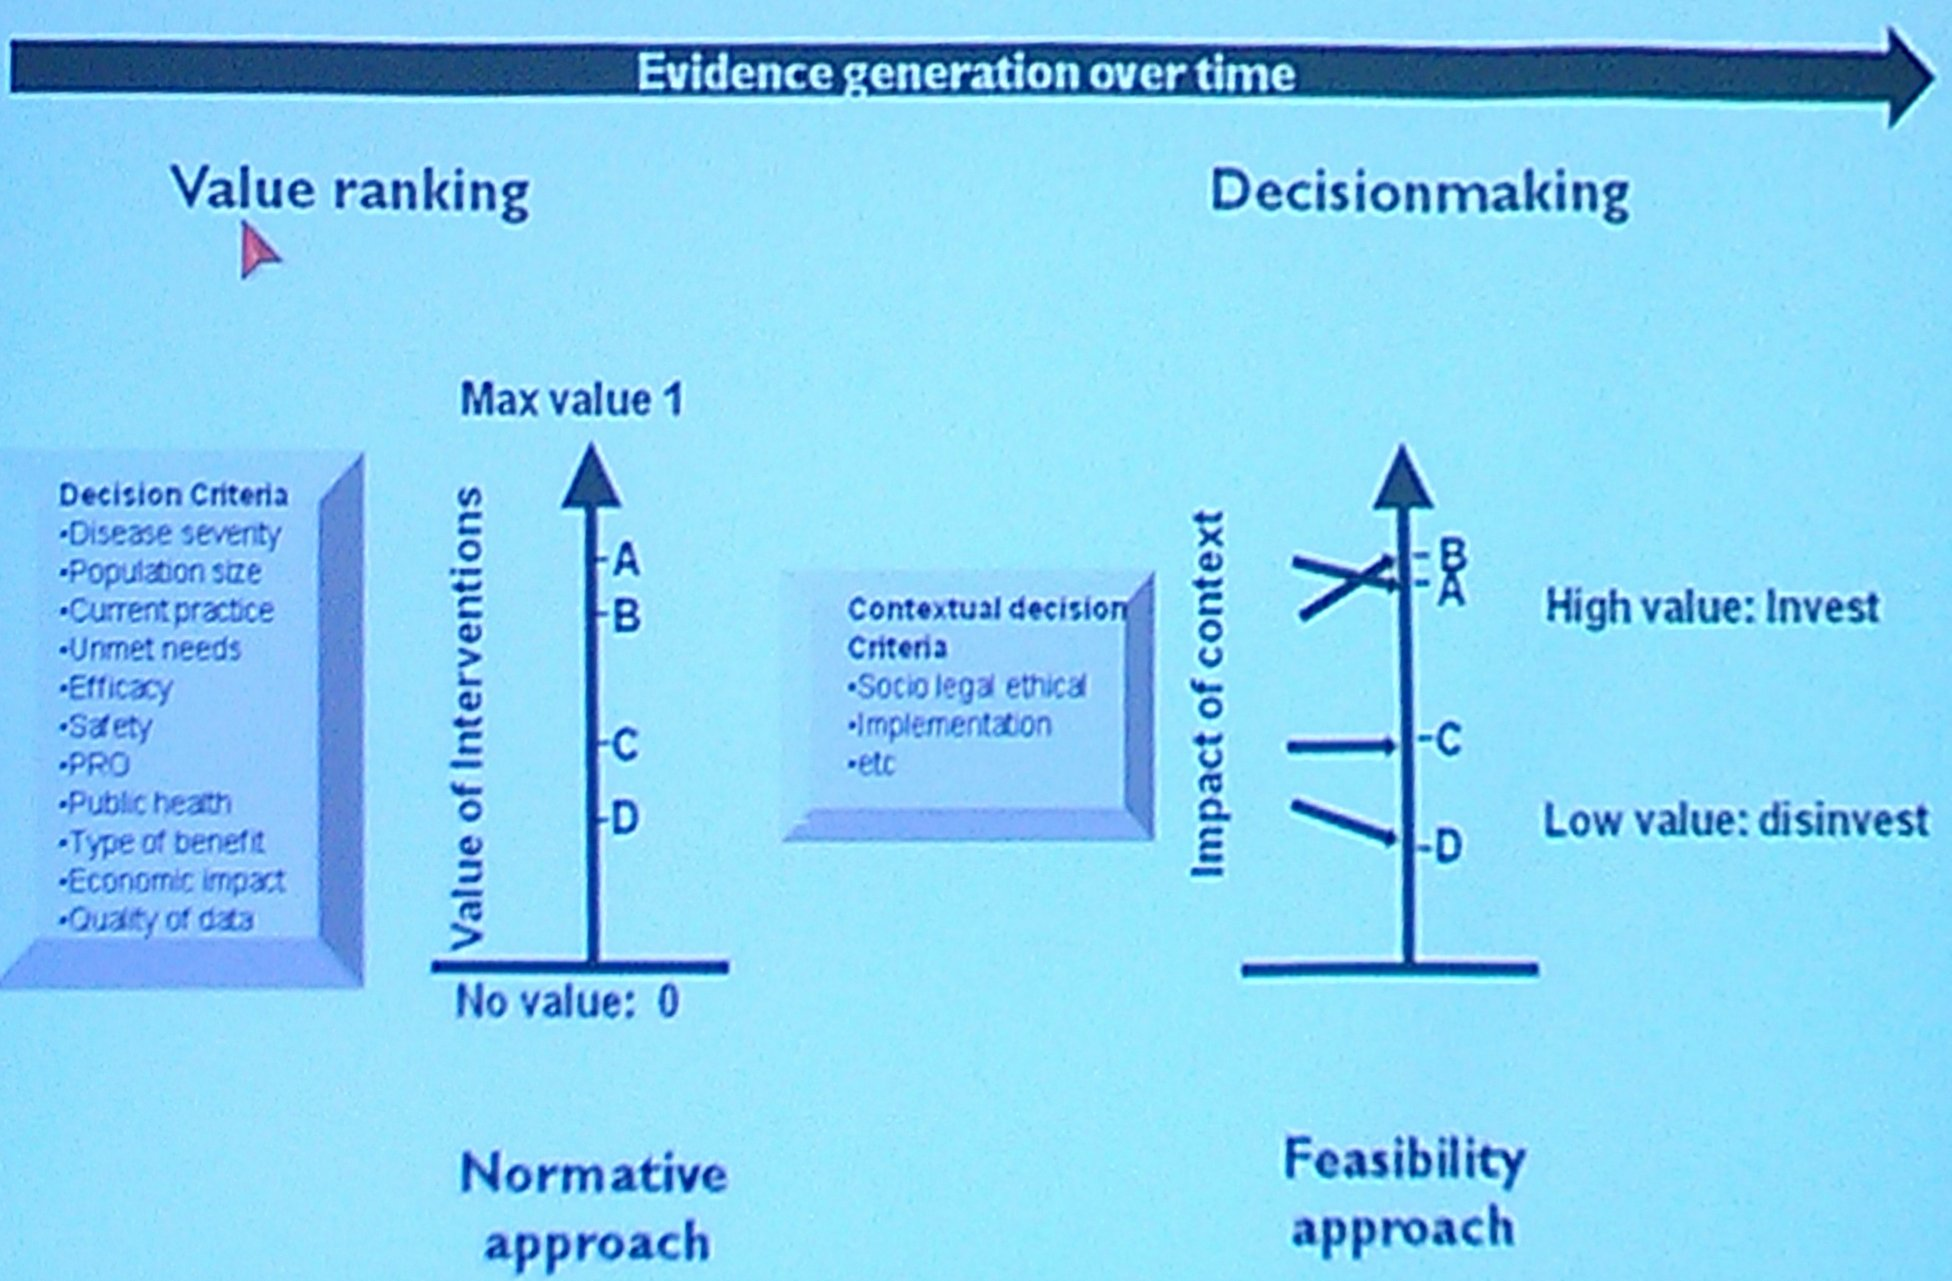 Evidence generation over time
Value ranking
Decisionmaking
Max value 1
Decision Criteria
•Disease severity
•Population size
•Current practice
•Unmet needs
•Efficacy
•Safety
•PRO
•Public health
•Type of benefit
•Economic impact
•Quality of data
Value of Interventions
A
B
C
D
No value: 0
Contextual decision
Criteria
•Socio legal ethical
•Implementation
•etc
Impact of context
B
A
C
D
High value: Invest
Low value: disinvest
Normative
approach
Feasibility
approach